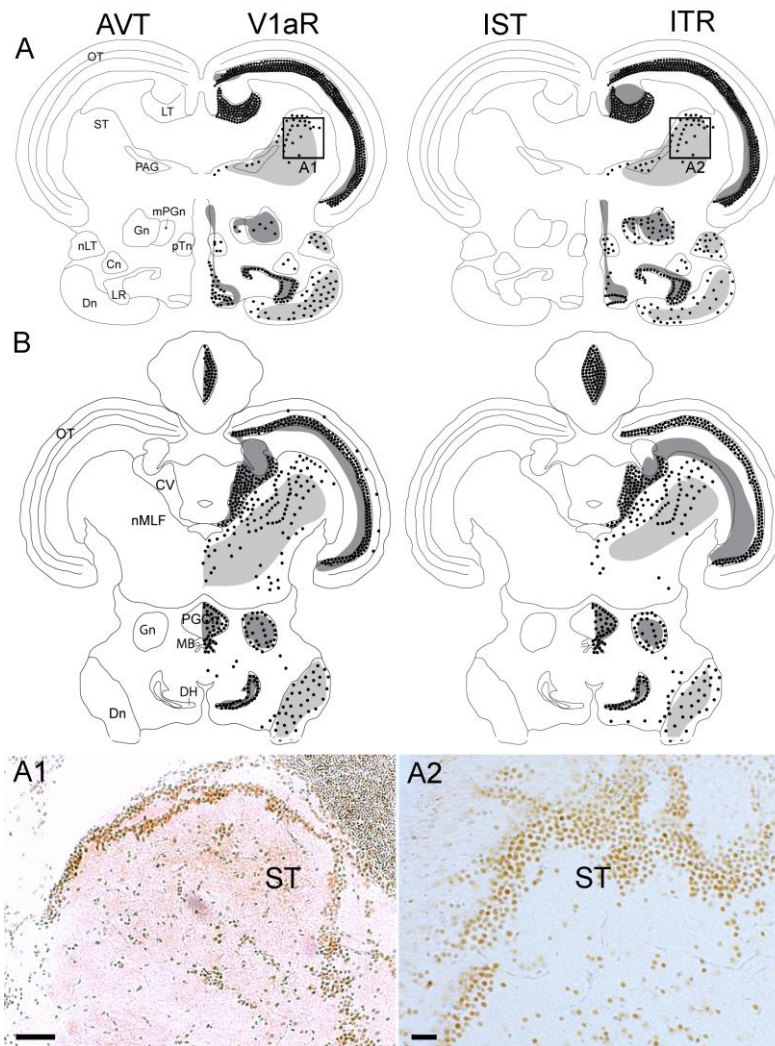 AVT V1aR IST ITR
A
OT
LT
ST
PAG
A1 A2
mPGn
Gn
nLT pTn
Cn
LR
Dn
B
OT
CV
nMLF
Gn PGC
MB
DH
Dn
A1 A2
ST ST